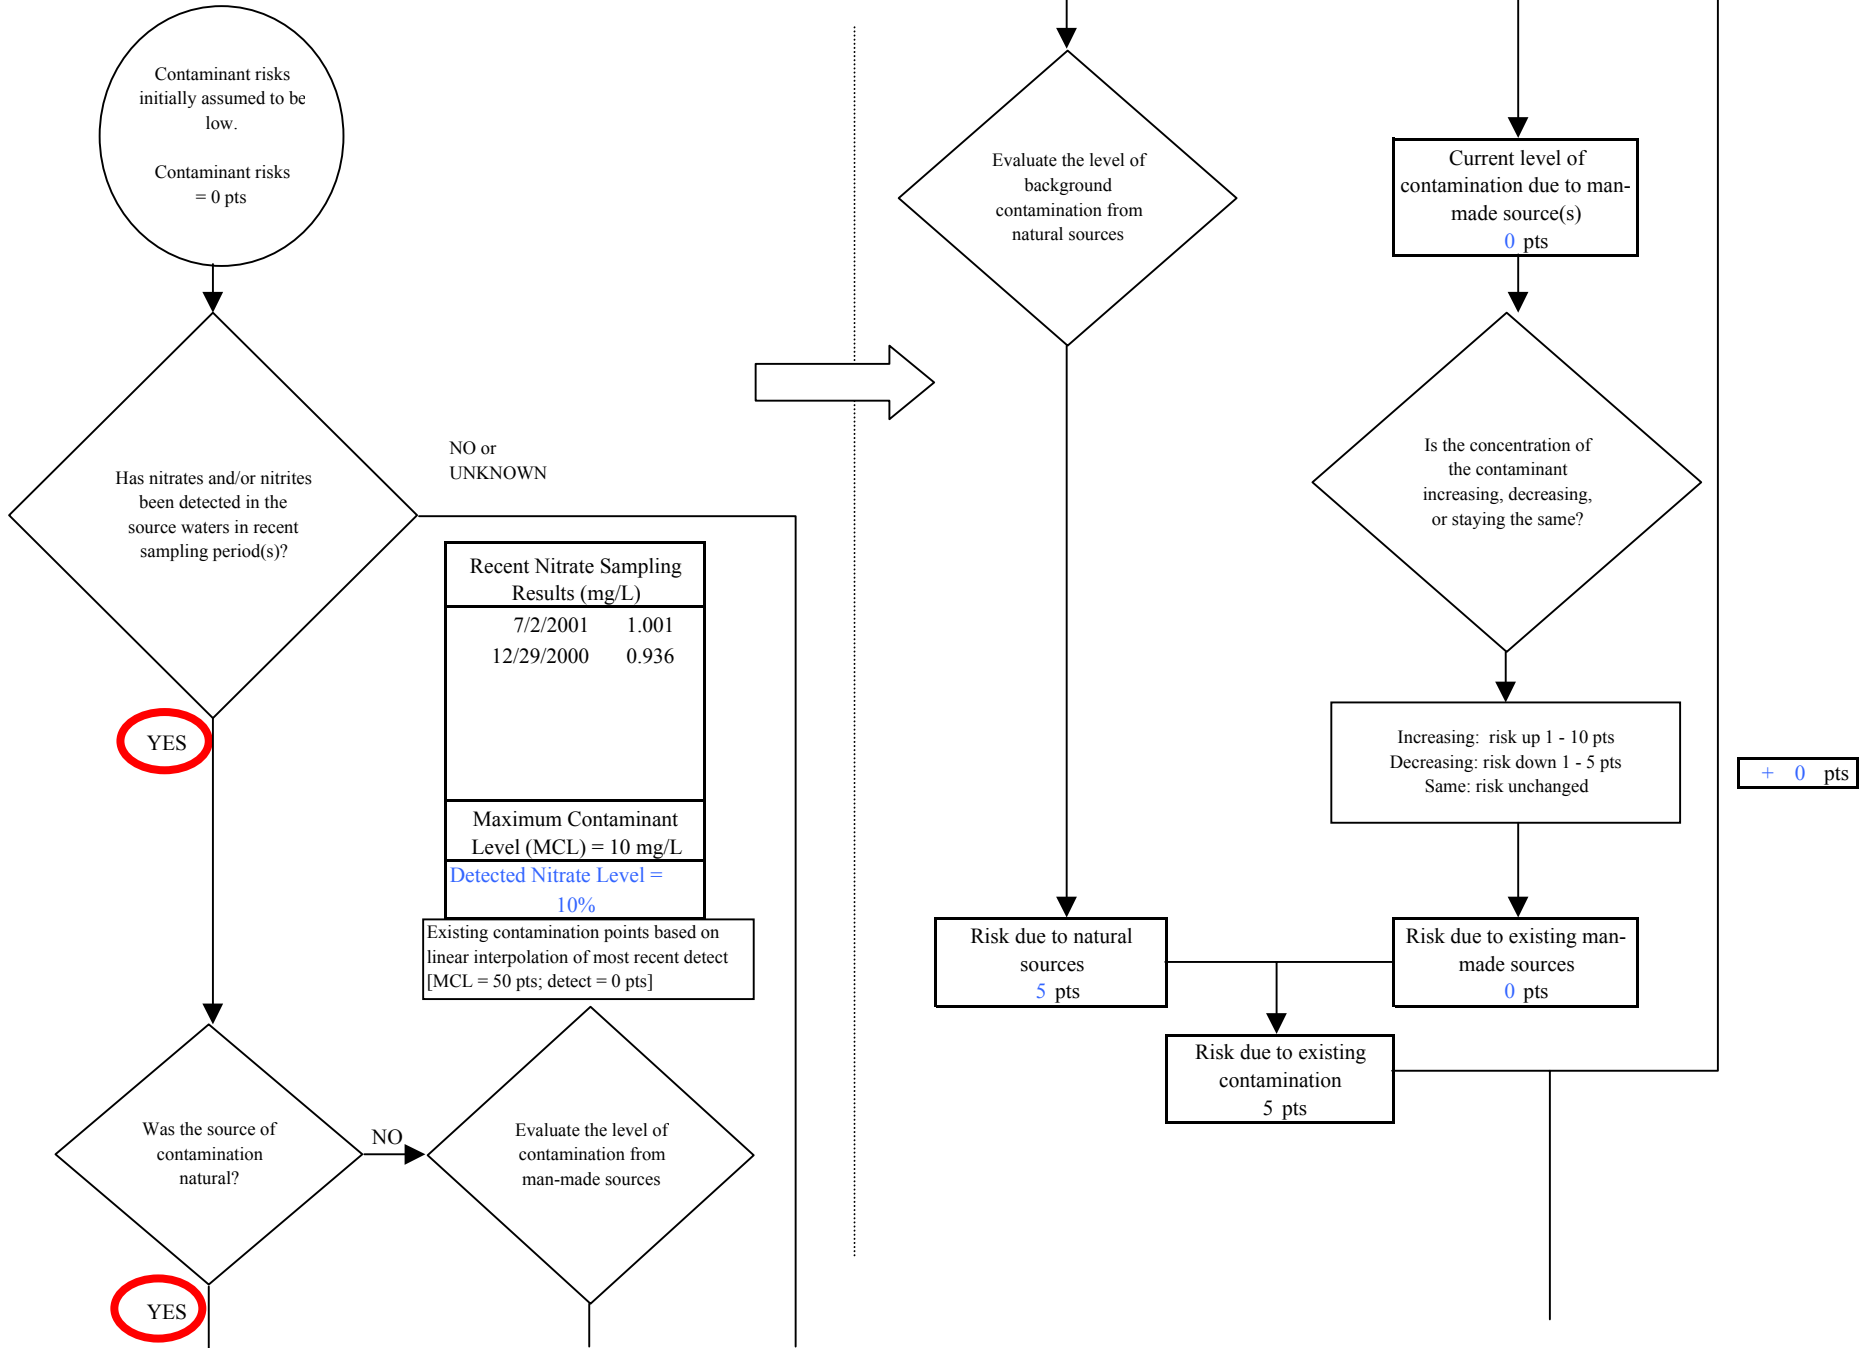 Contaminant risks
initially assumed to be
low.
Contaminant risks
= 0 pts
Has nitrates and/or nitrites
been detected in the
source waters in recent
sampling period(s)?
NO or
UNKNOWN
YES
Recent Nitrate Sampling
Results (mg/L)
7/2/2001 1.001
12/29/2000 0.936
Maximum Contaminant
Level (MCL) = 10 mg/L
Detected Nitrate Level =
10%
Existing contamination points based on
linear interpolation of most recent detect
[MCL = 50 pts; detect = 0 pts]
Was the source of
contamination
natural?
NO
Evaluate the level of
contamination from
man-made sources
YES
Evaluate the level of
background
contamination from
natural sources
Current level of
contamination due to man-
made source(s)
0 pts
Is the concentration of
the contaminant
increasing, decreasing,
or staying the same?
Increasing: risk up 1 - 10 pts
Decreasing: risk down 1 - 5 pts
Same: risk unchanged
+ 0 pts
Risk due to natural
sources
5 pts
Risk due to existing man-
made sources
0 pts
Risk due to existing
contamination
5 pts